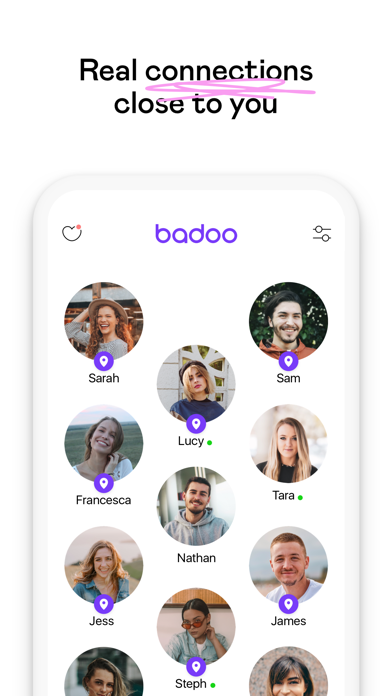 Real connections
close to you
badoo
Sarah
Sam
Lucy
Francesca
Tara
Nathan
Jess
James
Steph